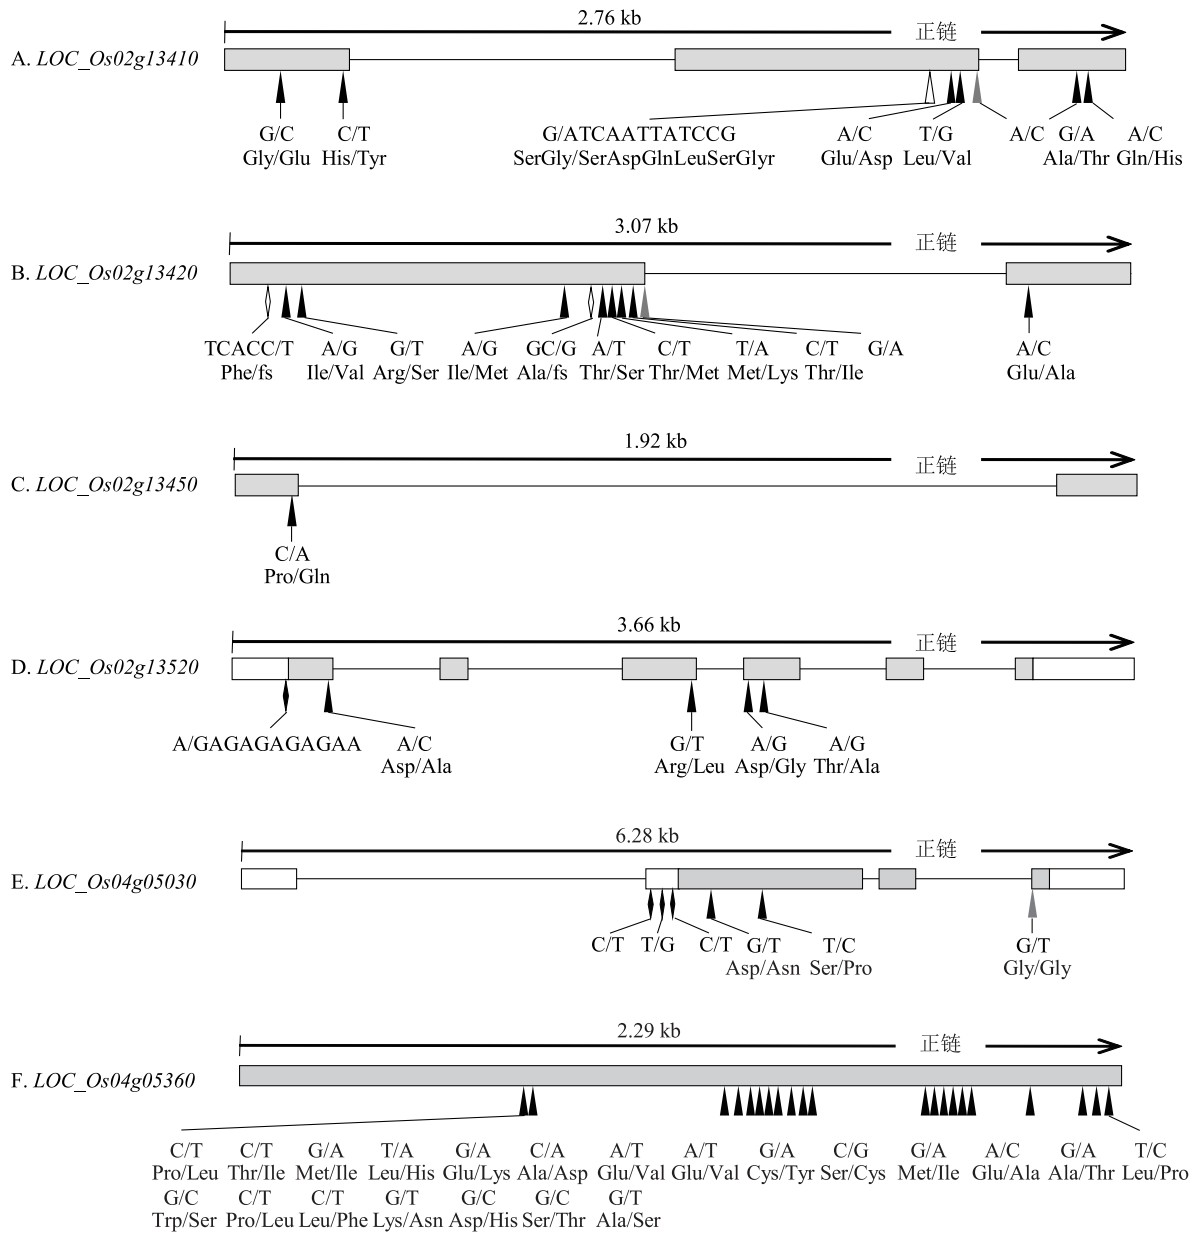 2.76 kb
正链
A. LOC_Os02g13410
G/C C/T G/ATCAATTATCCG A/C T/G A/C G/A A/C
Gly/Glu His/Tyr SerGly/SerAspGlnLeuSerGlyr Glu/Asp Leu/Val Ala/Thr Gln/His
3.07 kb
正链
B. LOC_Os02g13420
TCACC/T A/G G/T A/G GC/G A/T C/T T/A C/T G/A A/C
Phe/fs Ile/Val Arg/Ser Ile/Met Ala/fs Thr/Ser Thr/Met Met/Lys Thr/Ile Glu/Ala
1.92 kb
正链
C. LOC_Os02g13450
C/A
Pro/Gln
3.66 kb
正链
D. LOC_Os02g13520
A/GAGAGAGAGAA A/C G/T A/G A/G
Asp/Ala Arg/Leu Asp/Gly Thr/Ala
6.28 kb
正链
E. LOC_Os04g05030
C/T T/G C/T G/T T/C G/T
Asp/Asn Ser/Pro Gly/Gly
2.29 kb
正链
F. LOC_Os04g05360
C/T C/T G/A T/A G/A C/A A/T A/T G/A C/G G/A A/C G/A T/C
Pro/Leu Thr/Ile Met/Ile Leu/His Glu/Lys Ala/Asp Glu/Val Glu/Val Cys/Tyr Ser/Cys Met/Ile Glu/Ala Ala/Thr Leu/Pro
G/C C/T C/T G/T G/C G/C G/T
Trp/Ser Pro/Leu Leu/Phe Lys/Asn Asp/His Ser/Thr Ala/Ser